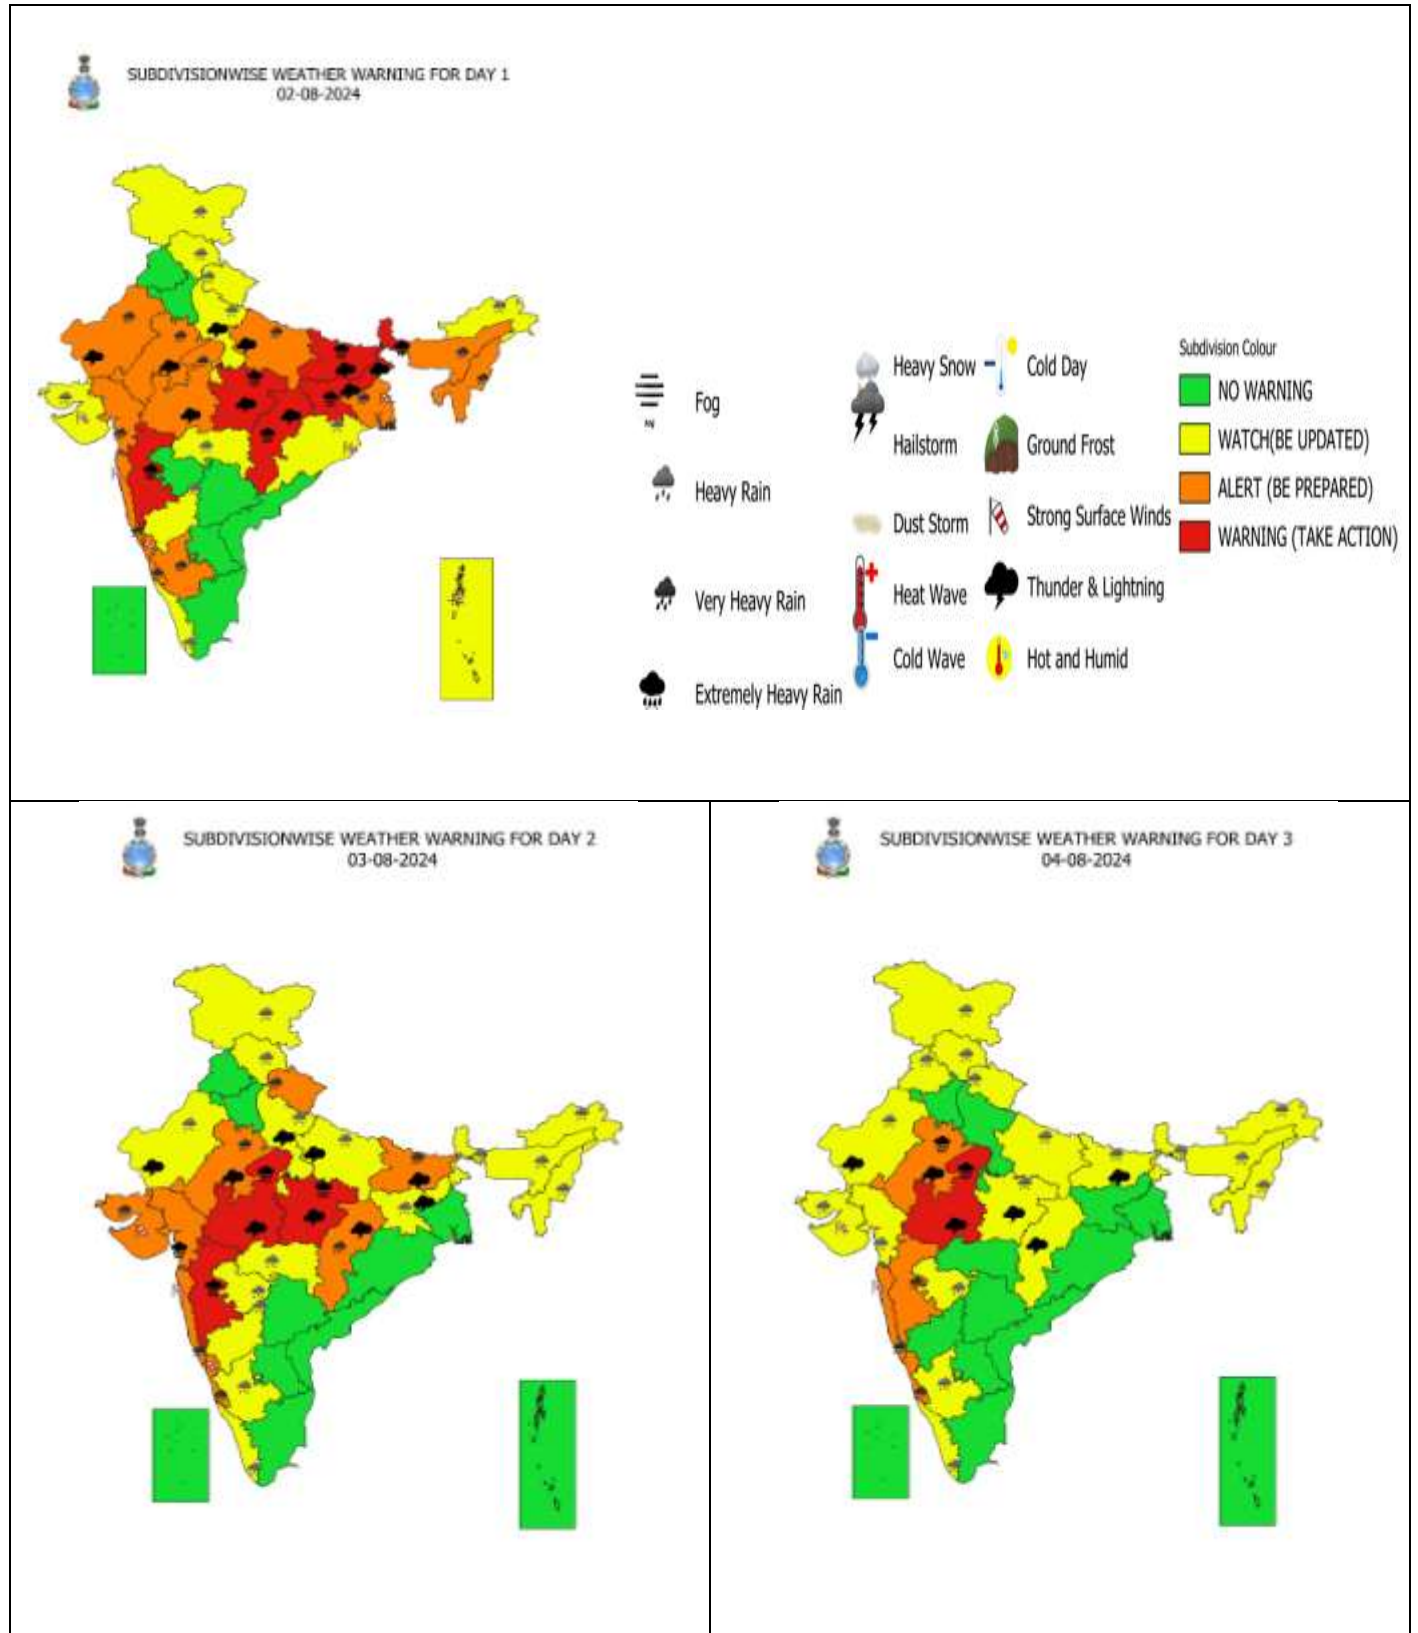 SUBDIVISIONWISE WEATHER WARNING FOR DAY 1
02-08-2024
Fog
Heavy Rain
Very Heavy Rain
Extremely Heavy Rain
Heavy Snow
Hailstorm
Dust Storm
Heat Wave
Cold Wave
Cold Day
Ground Frost
Strong Surface Winds
Thunder & Lightning
Hot and Humid
Subdivision Colour
NO WARNING
WATCH(BE UPDATED)
ALERT (BE PREPARED)
WARNING (TAKE ACTION)
SUBDIVISIONWISE WEATHER WARNING FOR DAY 2
03-08-2024
SUBDIVISIONWISE WEATHER WARNING FOR DAY 3
04-08-2024